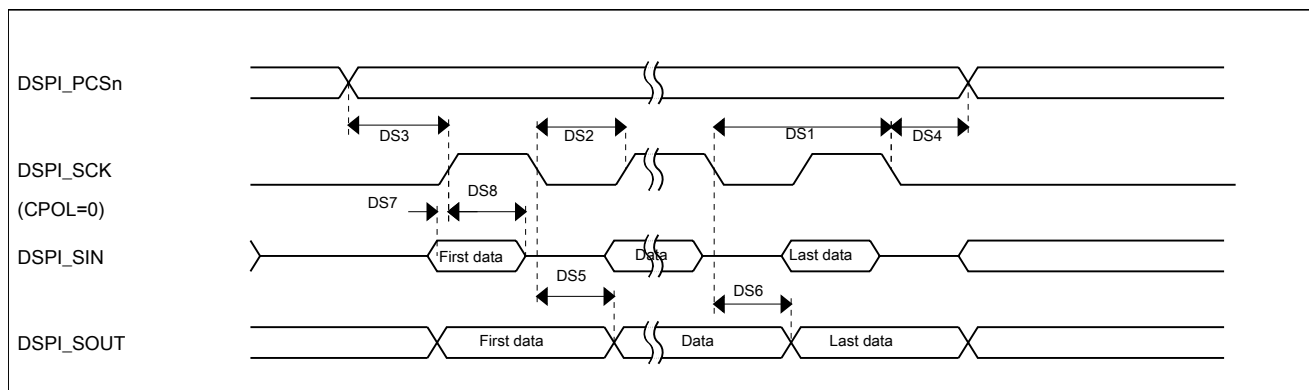 DSPI_PCSn
DS3 DS2 DS1 DS4
DSPI_SCK
(CPOL=0)
DS7 DS8
DSPI_SIN First data Data Last data
DS5 DS6
DSPI_SOUT First data Data Last data